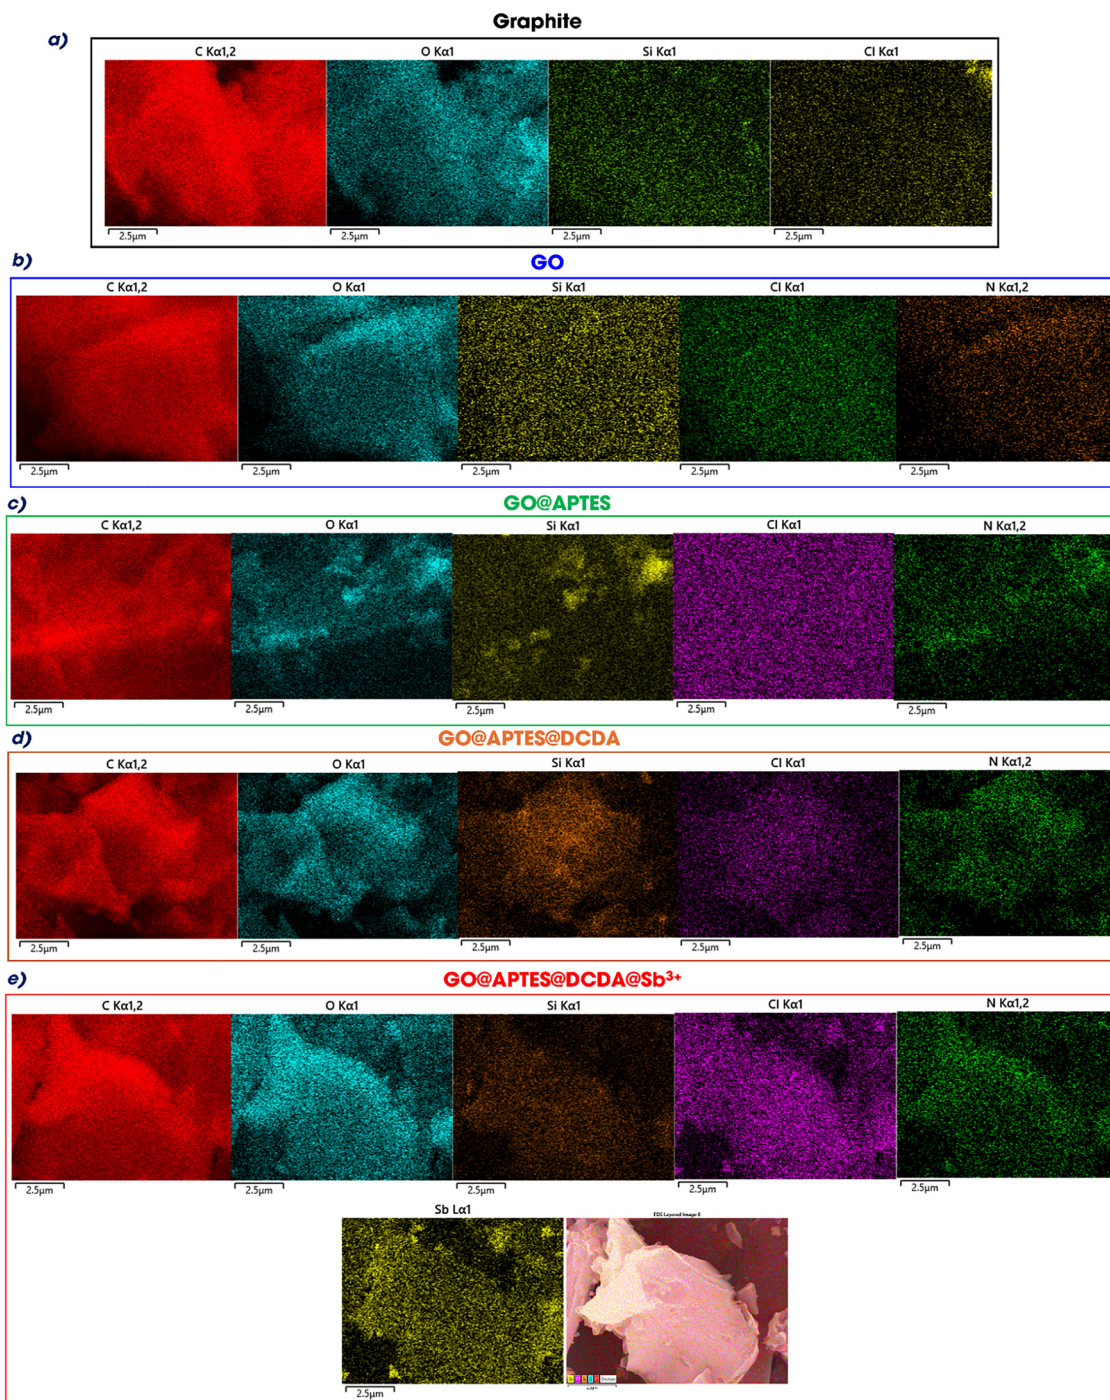 Graphite
a)
C Kα1,2 O Kα1 Si Kα1 Cl Kα1
2.5µm 2.5µm 2.5µm 2.5µm
b)
GO
C Kα1,2 O Kα1 Si Kα1 Cl Kα1 N Kα1,2
2.5µm 2.5µm 2.5µm 2.5µm 2.5µm
c)
GO@APTES
C Kα1,2 O Kα1 Si Kα1 Cl Kα1 N Kα1,2
2.5µm 2.5µm 2.5µm 2.5µm 2.5µm
d)
GO@APTES@DCDA
C Kα1,2 O Kα1 Si Kα1 Cl Kα1 N Kα1,2
2.5µm 2.5µm 2.5µm 2.5µm 2.5µm
e)
GO@APTES@DCDA@Sb³⁺
C Kα1,2 O Kα1 Si Kα1 Cl Kα1 N Kα1,2
2.5µm 2.5µm 2.5µm 2.5µm 2.5µm
Sb Lα1 EDS Layered Image 8
2.5µm